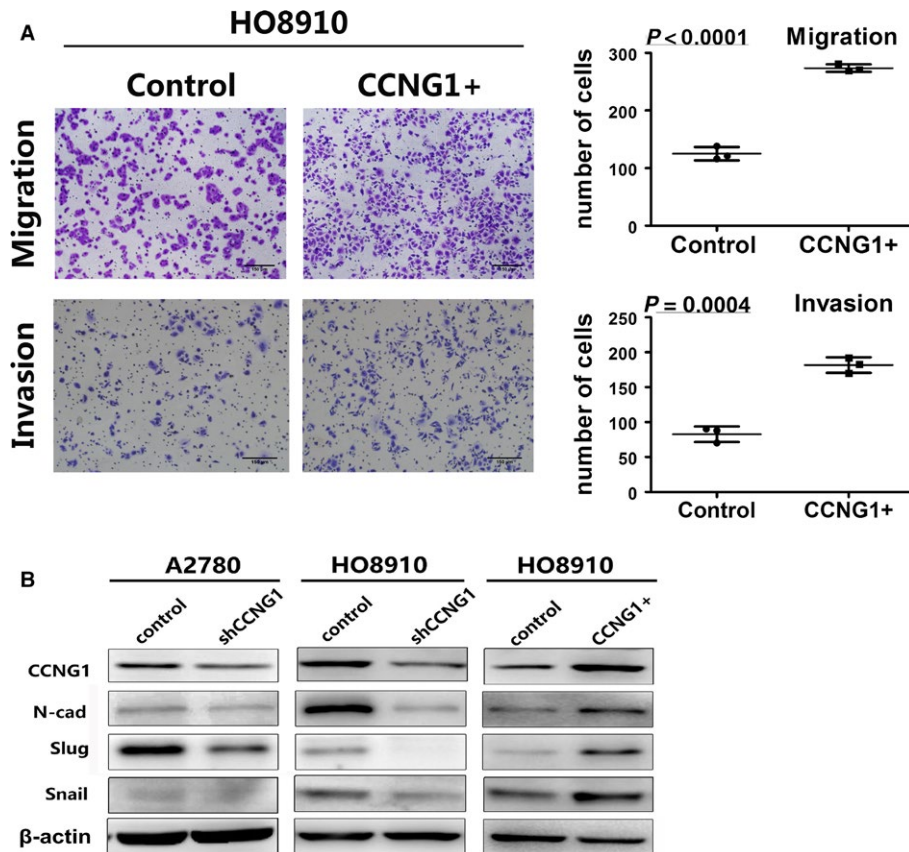 A
HO8910
Control
CCNG1+
Migration
Invasion
P < 0.0001
Migration
number of cells
300
200
100
0
Control
CCNG1+
P = 0.0004
Invasion
number of cells
250
200
150
100
50
0
Control
CCNG1+
B
A2780
HO8910
HO8910
control
shCCNG1
control
shCCNG1
control
CCNG1+
CCNG1
N-cad
Slug
Snail
β-actin